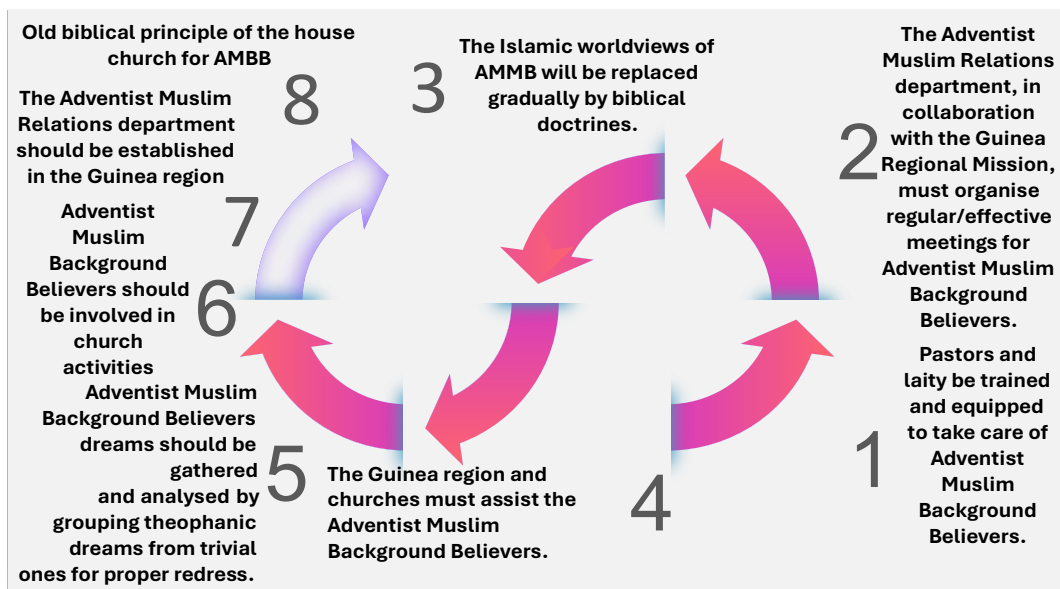 Old biblical principle of the house
church for AMBB
8
The Adventist Muslim
Relations department
should be established
in the Guinea region
7
Adventist
Muslim
Background
Believers should
be involved in
church
activities
6
Adventist Muslim
Background Believers
dreams should be
gathered
and analysed by
grouping theophanic
dreams from trivial
ones for proper redress.
5
The Guinea region and
churches must assist the
Adventist Muslim
Background Believers.
4
3
The Islamic worldviews of
AMMB will be replaced
gradually by biblical
doctrines.
2
The Adventist
Muslim Relations
department, in
collaboration
with the Guinea
Regional Mission,
must organise
regular/effective
meetings for
Adventist Muslim
Background
Believers.
1
Pastors and
laity be trained
and equipped
to take care of
Adventist
Muslim
Background
Believers.